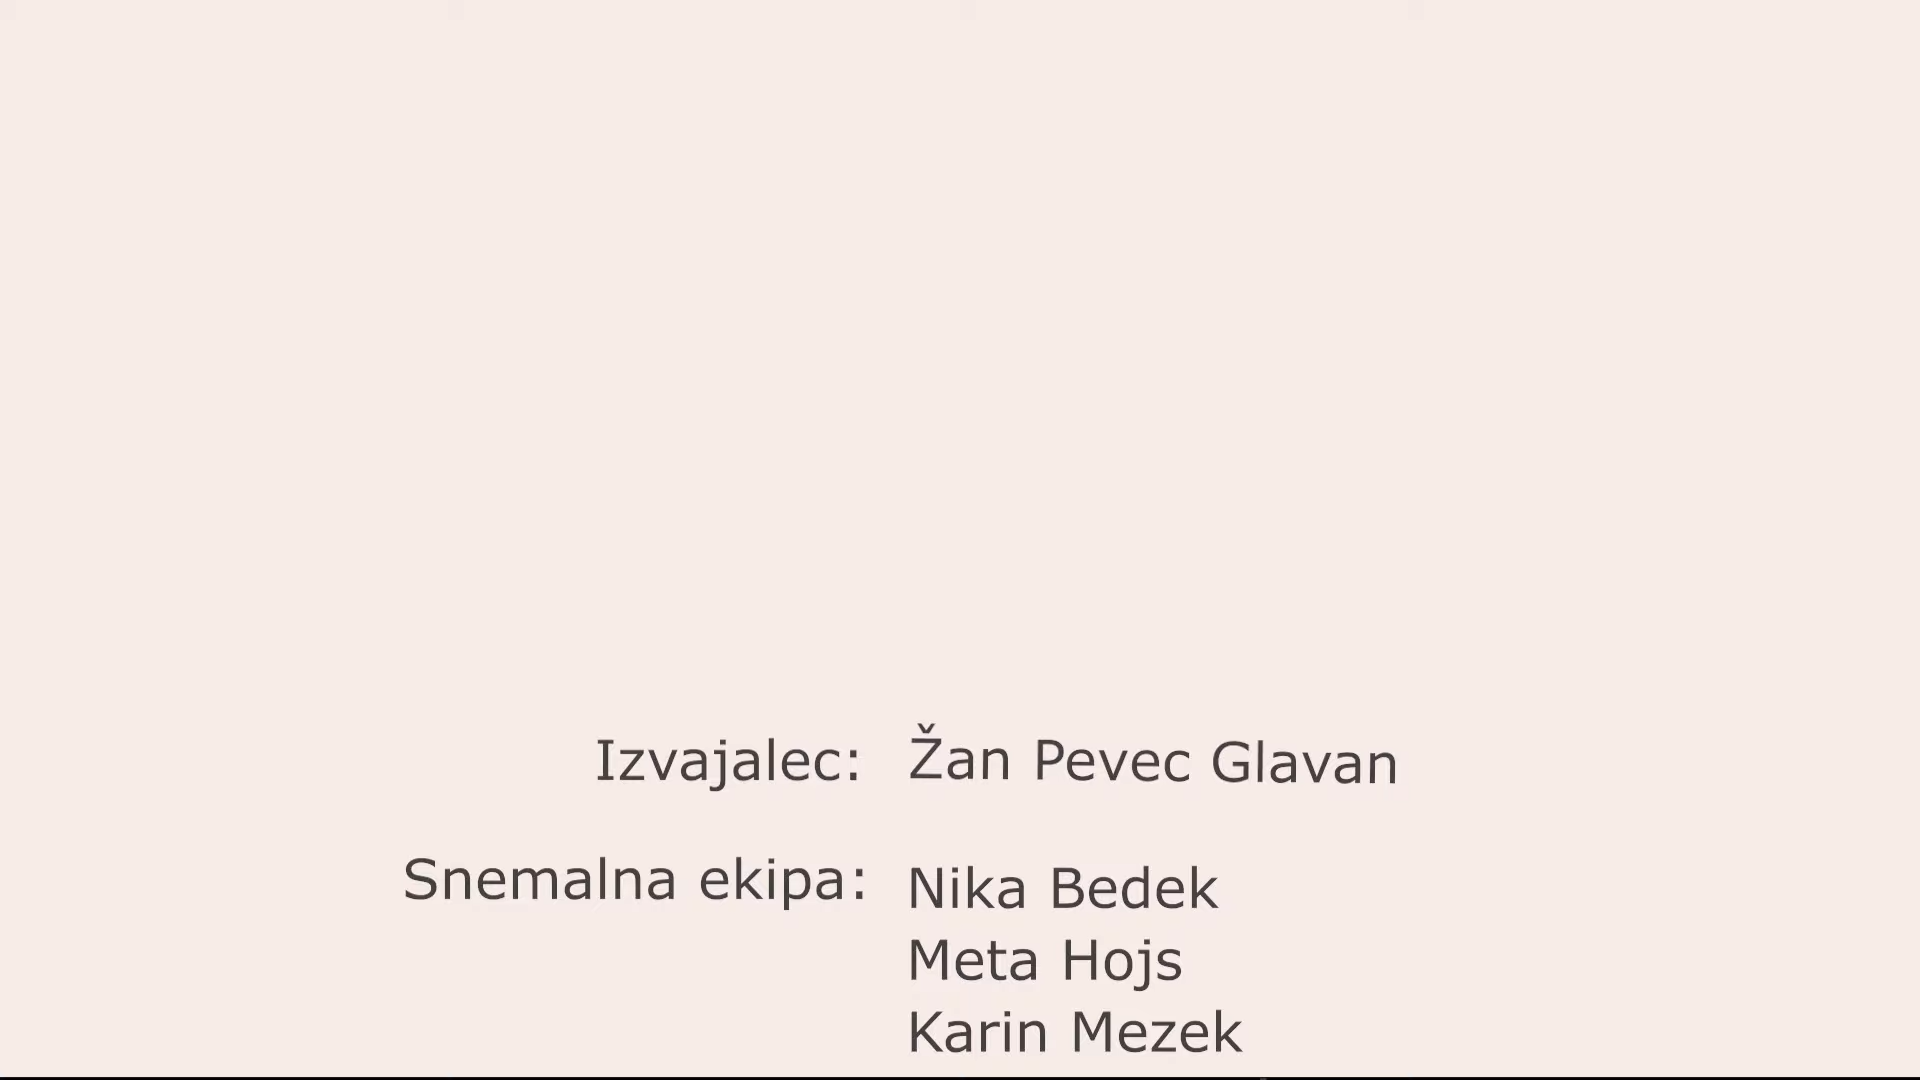 Izvajalec: Žan Pevec Glavan
Snemalna ekipa: Nika Bedek
Meta Hojs
Karin Mezek